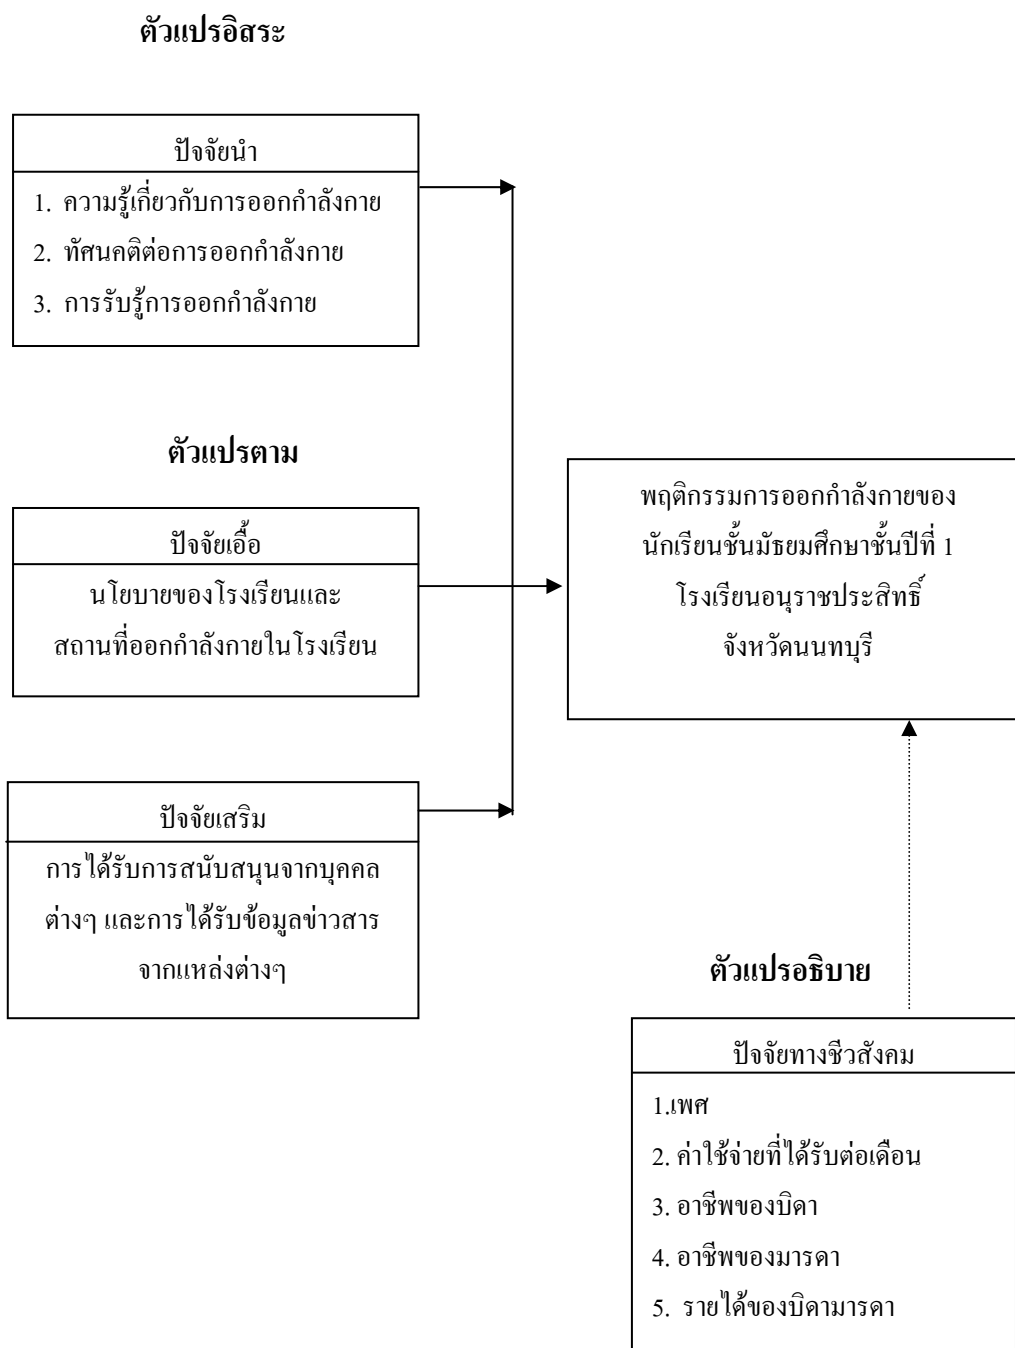 ตัวแปรอิสระ
ปัจจัยนำ
1. ความรู้เกี่ยวกับการออกกำลังกาย
2. ทัศนคติต่อการออกกำลังกาย
3. การรับรู้การออกกำลังกาย
ตัวแปรตาม
ปัจจัยเอื้อ
นโยบายของโรงเรียนและ
สถานที่ออกกำลังกายในโรงเรียน
พฤติกรรมการออกกำลังกายของ
นักเรียนชั้นมัธยมศึกษาชั้นปีที่ 1
โรงเรียนอนุราชประสิทธิ์
จังหวัดนนทบุรี
ปัจจัยเสริม
การได้รับการสนับสนุนจากบุคคล
ต่างๆ และการได้รับข้อมูลข่าวสาร
จากแหล่งต่างๆ
ตัวแปรอธิบาย
ปัจจัยทางชีวสังคม
1.เพศ
2. ค่าใช้จ่ายที่ได้รับต่อเดือน
3. อาชีพของบิดา
4. อาชีพของมารดา
5. รายได้ของบิดามารดา